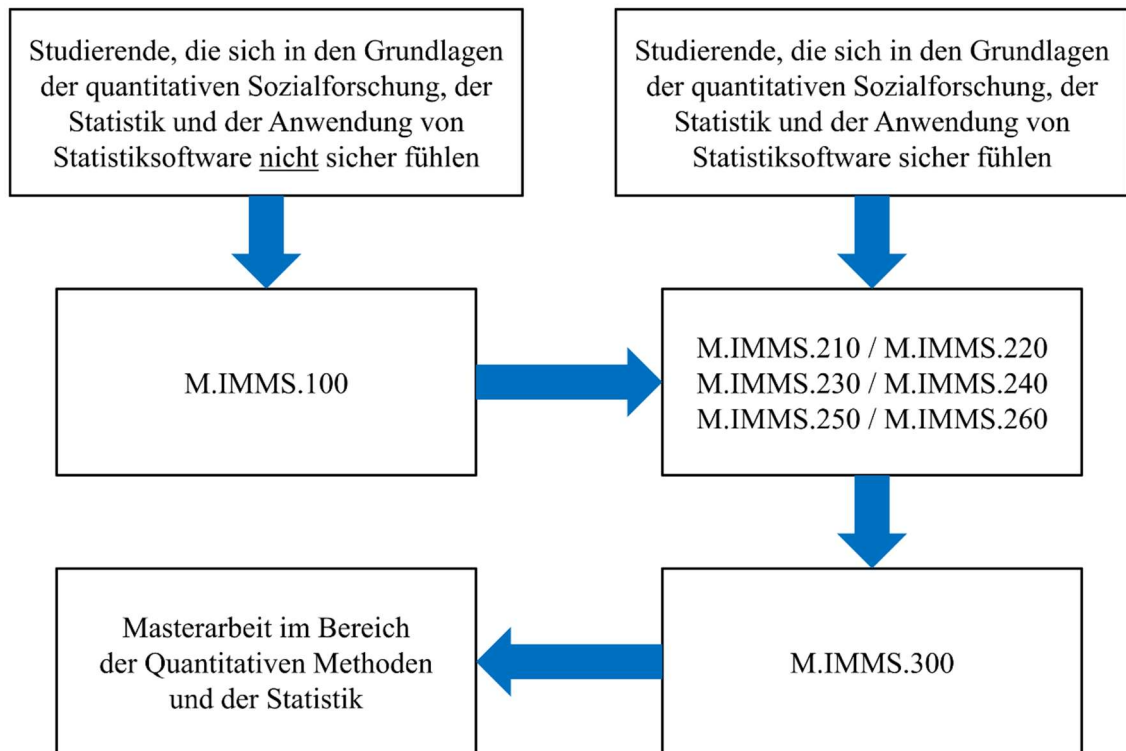 Studierende, die sich in den Grundlagen
der quantitativen Sozialforschung, der
Statistik und der Anwendung von
Statistiksoftware nicht sicher fühlen
Studierende, die sich in den Grundlagen
der quantitativen Sozialforschung, der
Statistik und der Anwendung von
Statistiksoftware sicher fühlen
M.IMMS.100
M.IMMS.210 / M.IMMS.220
M.IMMS.230 / M.IMMS.240
M.IMMS.250 / M.IMMS.260
Masterarbeit im Bereich
der Quantitativen Methoden
und der Statistik
M.IMMS.300